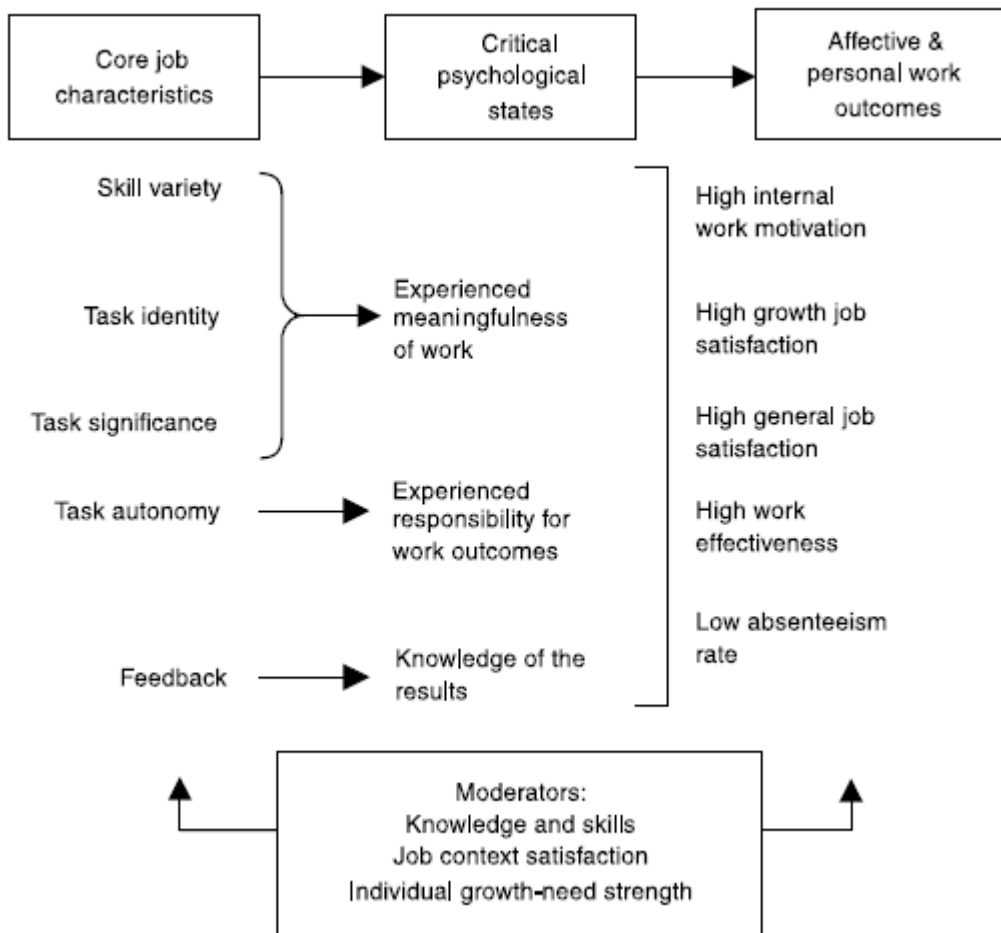 Core job
characteristics
Critical
psychological
states
Affective &
personal work
outcomes
Skill variety
Task identity
Task significance
Task autonomy
Feedback
Experienced
meaningfulness
of work
Experienced
responsibility for
work outcomes
Knowledge of the
results
High internal
work motivation
High growth job
satisfaction
High general job
satisfaction
High work
effectiveness
Low absenteeism
rate
Moderators:
Knowledge and skills
Job context satisfaction
Individual growth-need strength